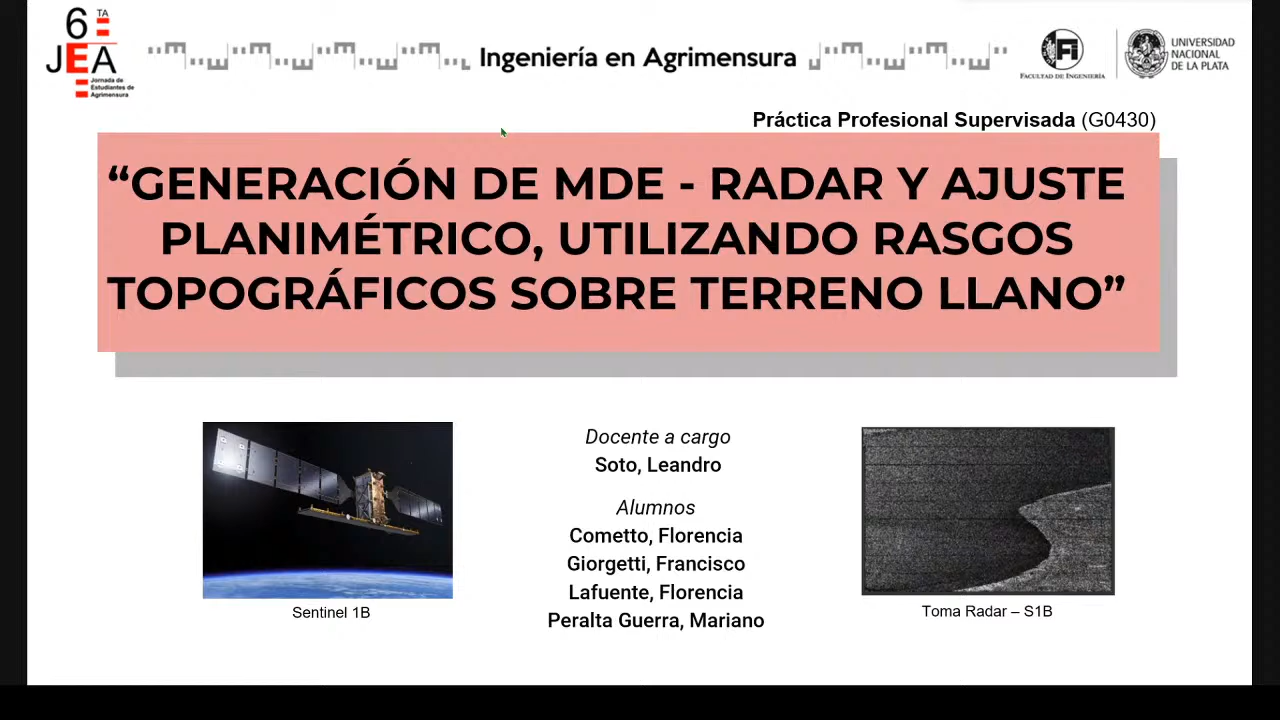 6 TA
JEA
Jornada de
Estudiantes de
Agrimensura
Ingeniería en Agrimensura
Fi
FACULTAD DE INGENIERÍA
UNIVERSIDAD
NACIONAL
DE LA PLATA
Práctica Profesional Supervisada (G0430)
“GENERACIÓN DE MDE - RADAR Y AJUSTE
PLANIMÉTRICO, UTILIZANDO RASGOS
TOPOGRÁFICOS SOBRE TERRENO LLANO”
Docente a cargo
Soto, Leandro
Alumnos
Cometto, Florencia
Giorgetti, Francisco
Lafuente, Florencia
Peralta Guerra, Mariano
Sentinel 1B
Toma Radar – S1B